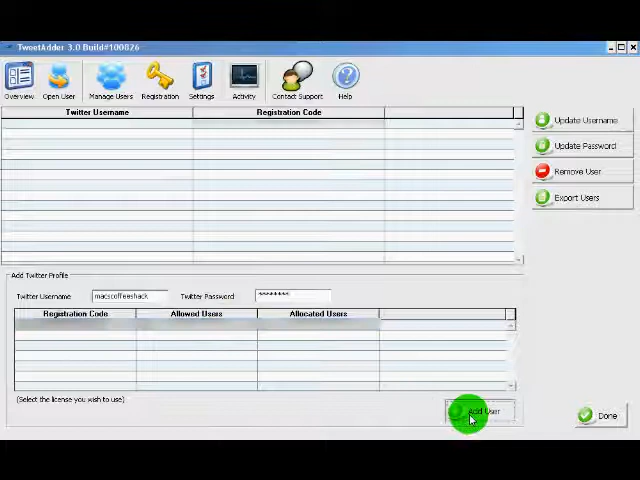 TweetAdder 3.0 Build#100826
Overview Open User Manage Users Registration Settings Activity Contact Support Help
Twitter Username Registration Code
Update Username
Update Password
Remove User
Export Users
Add Twitter Profile
Twitter Username macscoffeeshack Twitter Password ********
Registration Code Allowed Users Allocated Users
(Select the license you wish to use)
Add User
Done